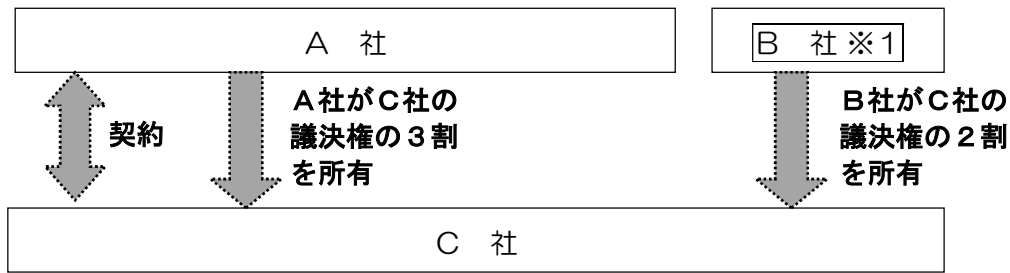 A 社
B 社※1
契約
A社がC社の
議決権の3割
を所有
B社がC社の
議決権の2割
を所有
C 社